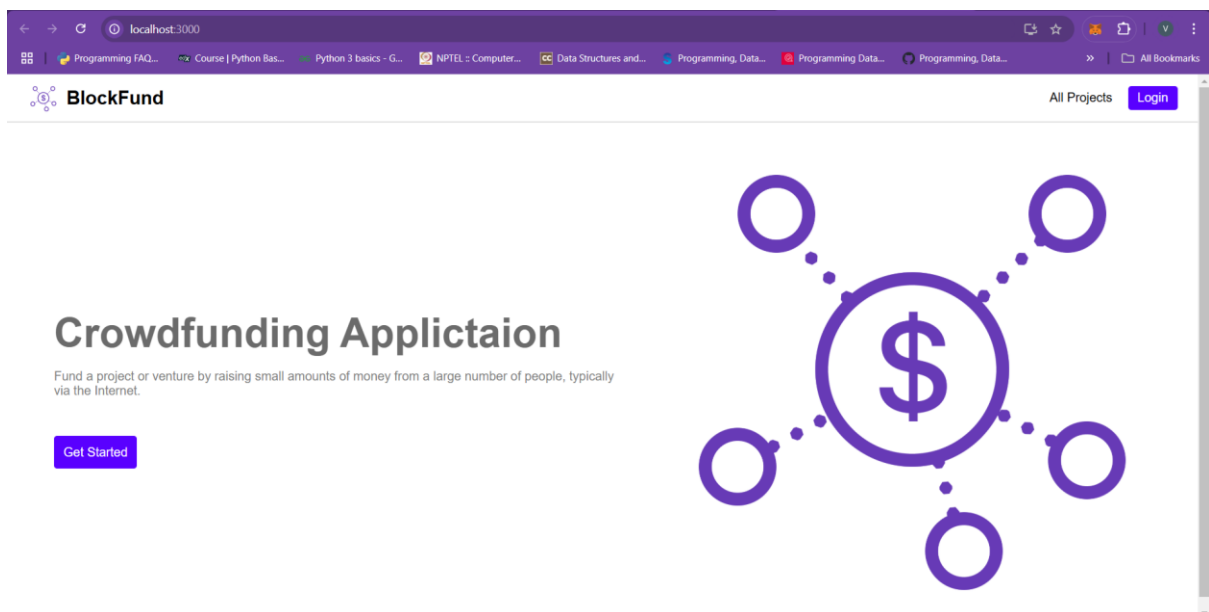 localhost:3000
Programming FAQ... Course | Python Bas... Python 3 basics - G... NPTEL :: Computer... CC Data Structures and... Programming, Data... Programming Data... Programming, Data... » All Bookmarks
BlockFund All Projects Login
$
Crowdfunding Applictaion
Fund a project or venture by raising small amounts of money from a large number of people, typically
via the Internet.
Get Started